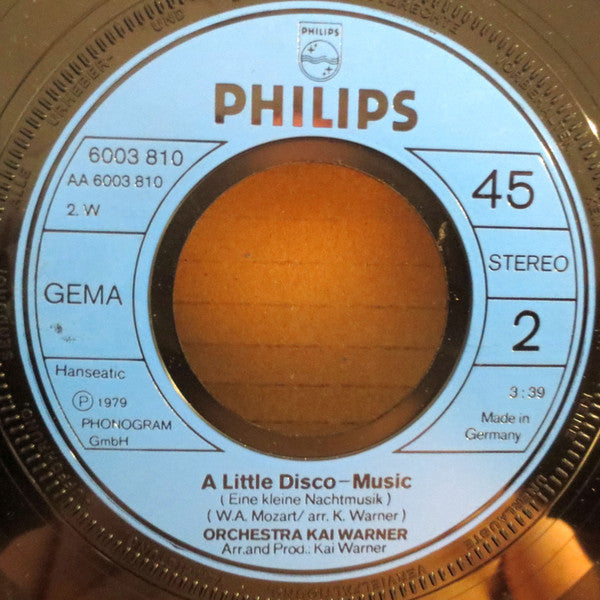 PHILIPS
PHILIPS
6003 810
AA 6003 810
2. W
GEMA
Hanseatic
Ⓟ 1979
PHONOGRAM
GmbH
45
STEREO
2
3:39
Made in
Germany
A Little Disco–Music
( Eine kleine Nachtmusik )
( W.A. Mozart/ arr. K. Warner )
ORCHESTRA KAI WARNER
Arr.and Prod.: Kai Warner